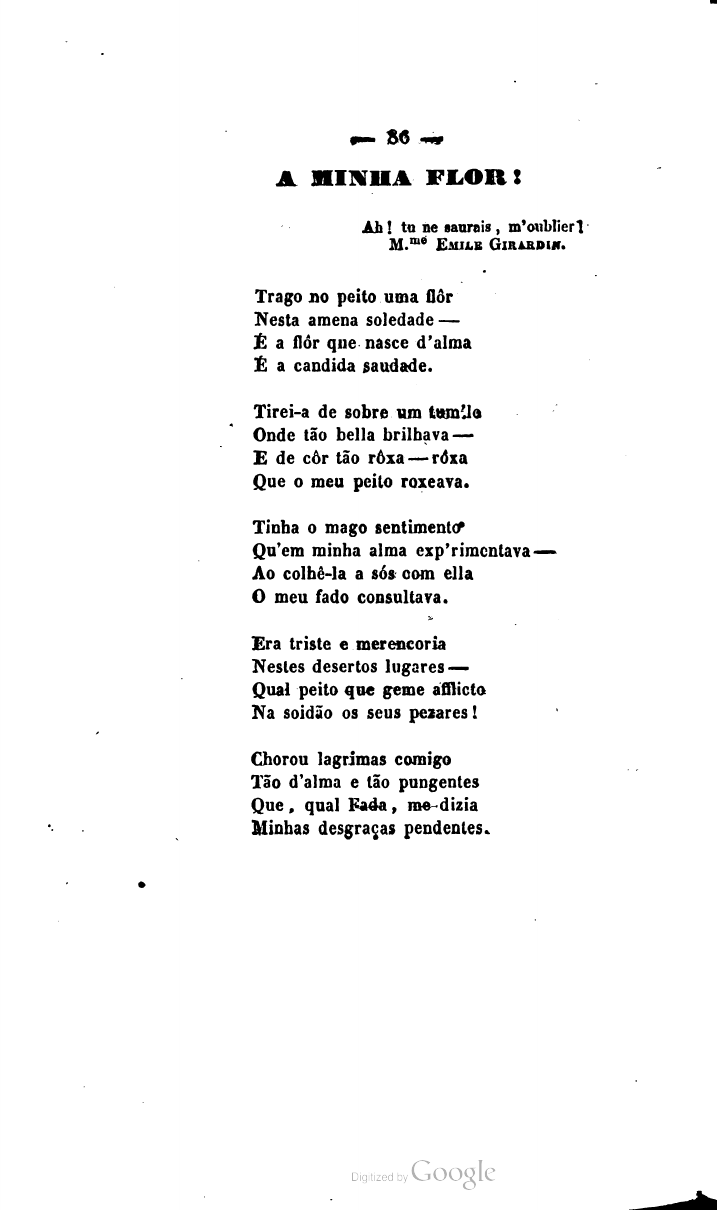 — 36 —
A MINHA FLOR!
Ah! tu ne saurais, m'oublier!
M.me EMILE GIRARDIN.
Trago no peito uma flôr
Nesta amena soledade —
É a flôr que nasce d'alma
É a candida saudade.
Tirei-a de sobre um tum'lo
Onde tão bella brilhava —
E de côr tão rôxa — rôxa
Que o meu peito roxeava.
Tinha o mago sentimento
Qu'em minha alma exp'rimentava —
Ao colhê-la a sós com ella
O meu fado consultava.
Era triste e merencoria
Nestes desertos lugares —
Qual peito que geme afflicto
Na soidão os seus pezares!
Chorou lagrimas comigo
Tão d'alma e tão pungentes
Que, qual Fada, me dizia
Minhas desgraças pendentes.
Digitized by Google